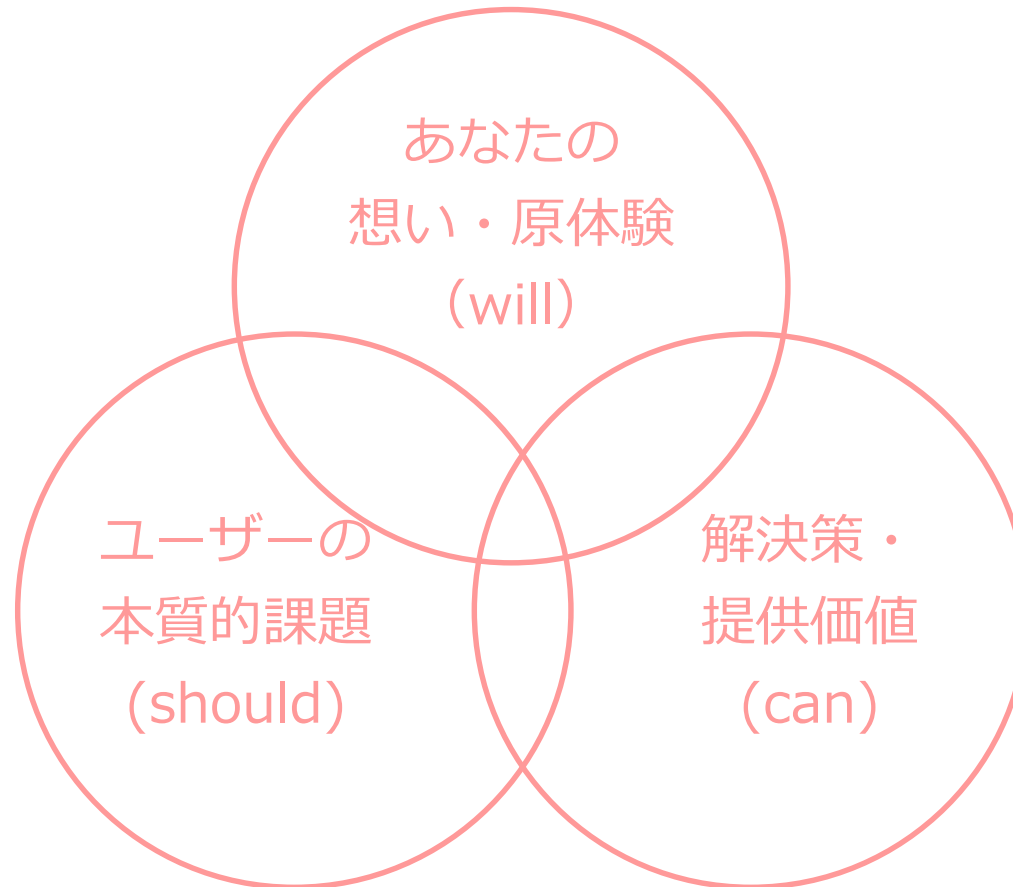 あなたの
想い・原体験
（will）
ユーザーの
本質的課題
（should）
解決策・
提供価値
（can）